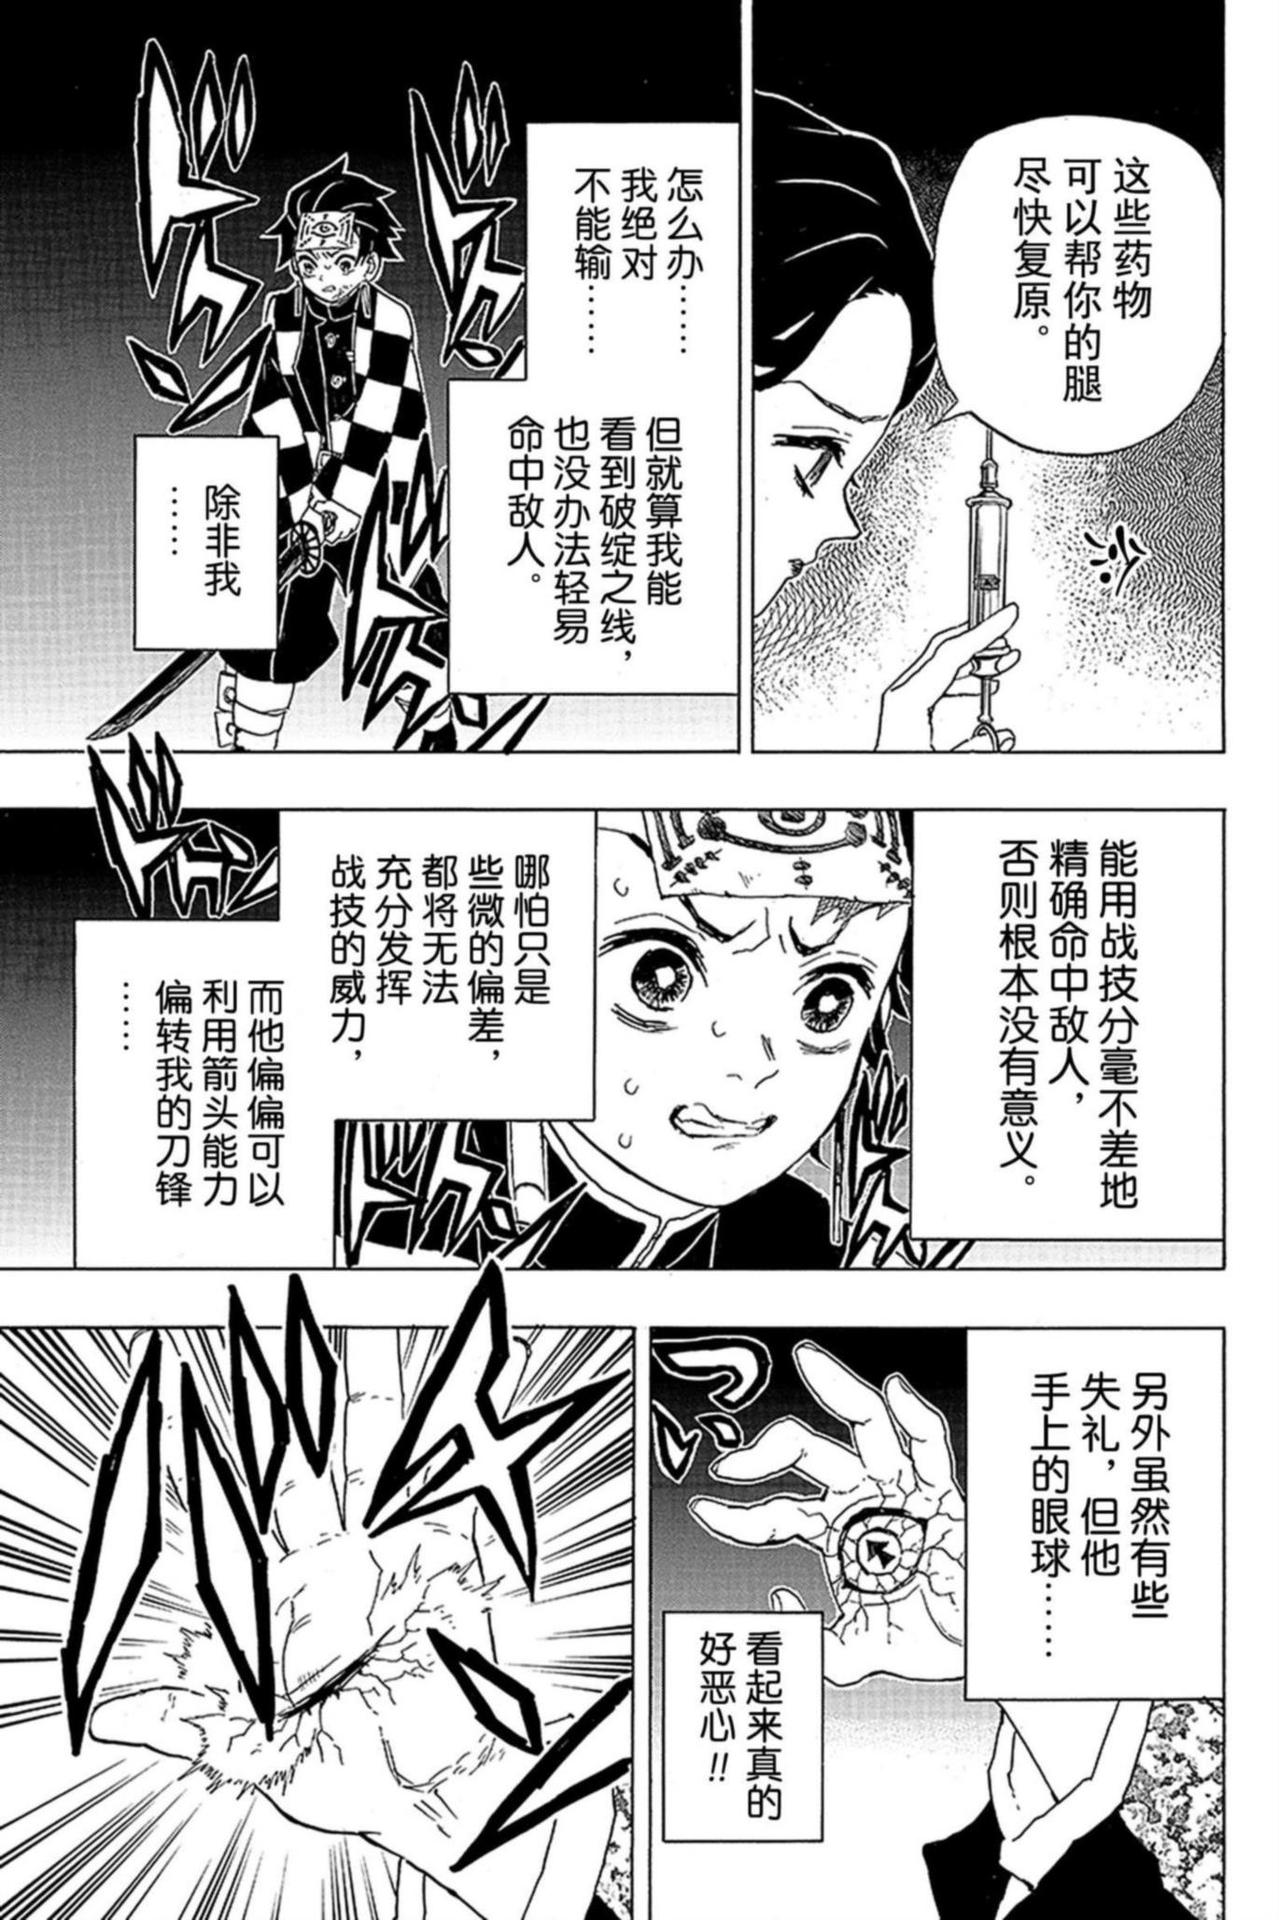 这些药物
可以帮你的腿
尽快复原。
怎么办……
我绝对
不能输……
但就算我能
看到破绽之线，
也没办法轻易
命中敌人。
除非我
……
能用战技分毫不差地
精确命中敌人，
否则根本没有意义。
哪怕只是
些微的偏差，
都将无法
充分发挥
战技的威力，
而他偏偏可以
利用箭头能力
偏转我的刀锋
……
另外虽然有些
失礼，但他
手上的眼球……
看起来真的
好恶心!!